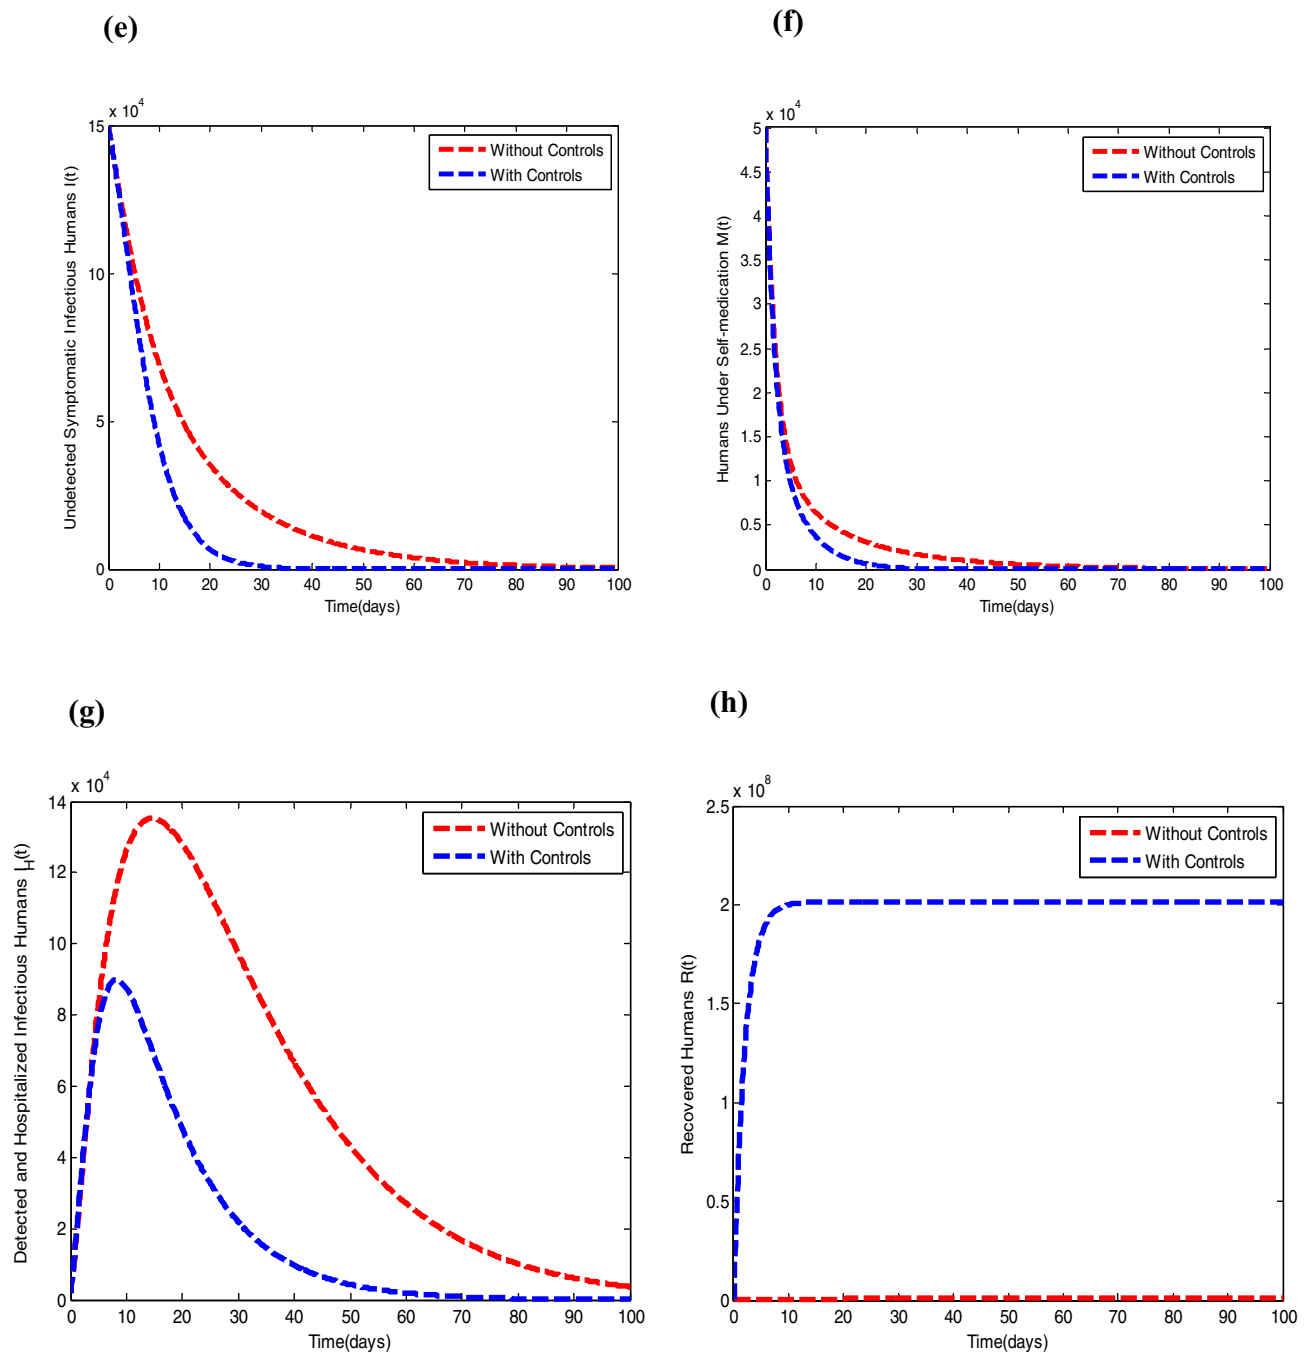 (e)
x 10^4
Undetected Symptomatic Infectious Humans I(t)
15
10
5
0
Without Controls
With Controls
0 10 20 30 40 50 60 70 80 90 100
Time(days)
(f)
x 10^4
Humans Under Self-medication M(t)
5
4.5
4
3.5
3
2.5
2
1.5
1
0.5
0
Without Controls
With Controls
0 10 20 30 40 50 60 70 80 90 100
Time(days)
(g)
x 10^4
Detected and Hospitalized Infectious Humans I_H(t)
14
12
10
8
6
4
2
0
Without Controls
With Controls
0 10 20 30 40 50 60 70 80 90 100
Time(days)
(h)
x 10^8
Recovered Humans R(t)
2.5
2
1.5
1
0.5
0
Without Controls
With Controls
0 10 20 30 40 50 60 70 80 90 100
Time(days)